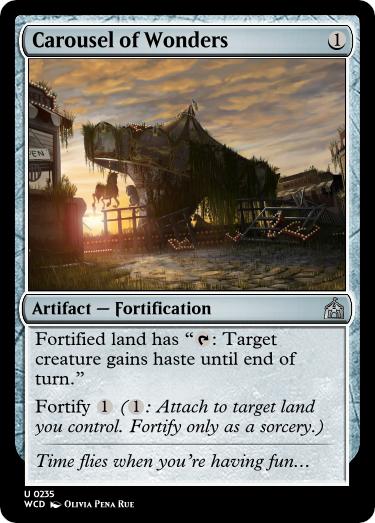 Carousel of Wonders 1
OPEN
Artifact — Fortification
Fortified land has “: Target
creature gains haste until end of
turn.”
Fortify 1 (1: Attach to target land
you control. Fortify only as a sorcery.)
Time flies when you’re having fun…
U 0235
WCD Olivia Pena Rue